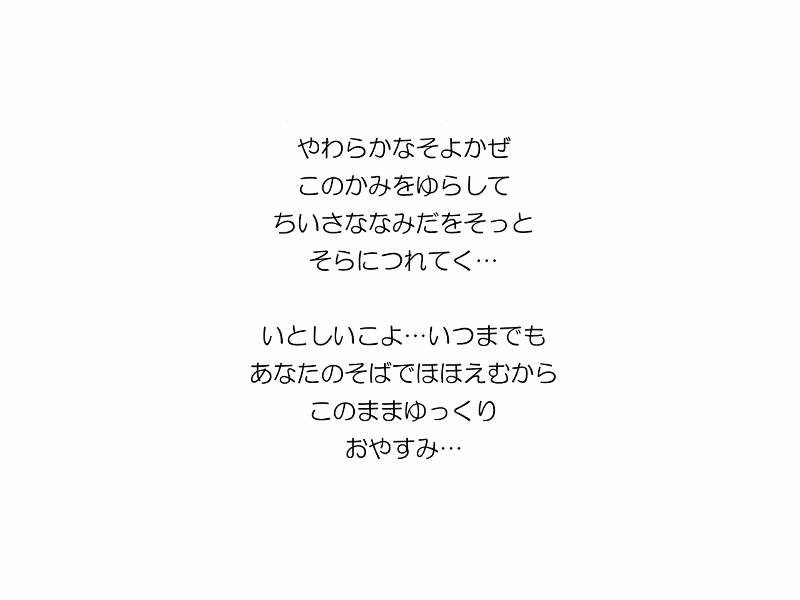 やわらかなそよかぜ
このかみをゆらして
ちいさななみだをそっと
そらにつれてく…
いとしいこよ…いつまでも
あなたのそばでほほえむから
このままゆっくり
おやすみ…